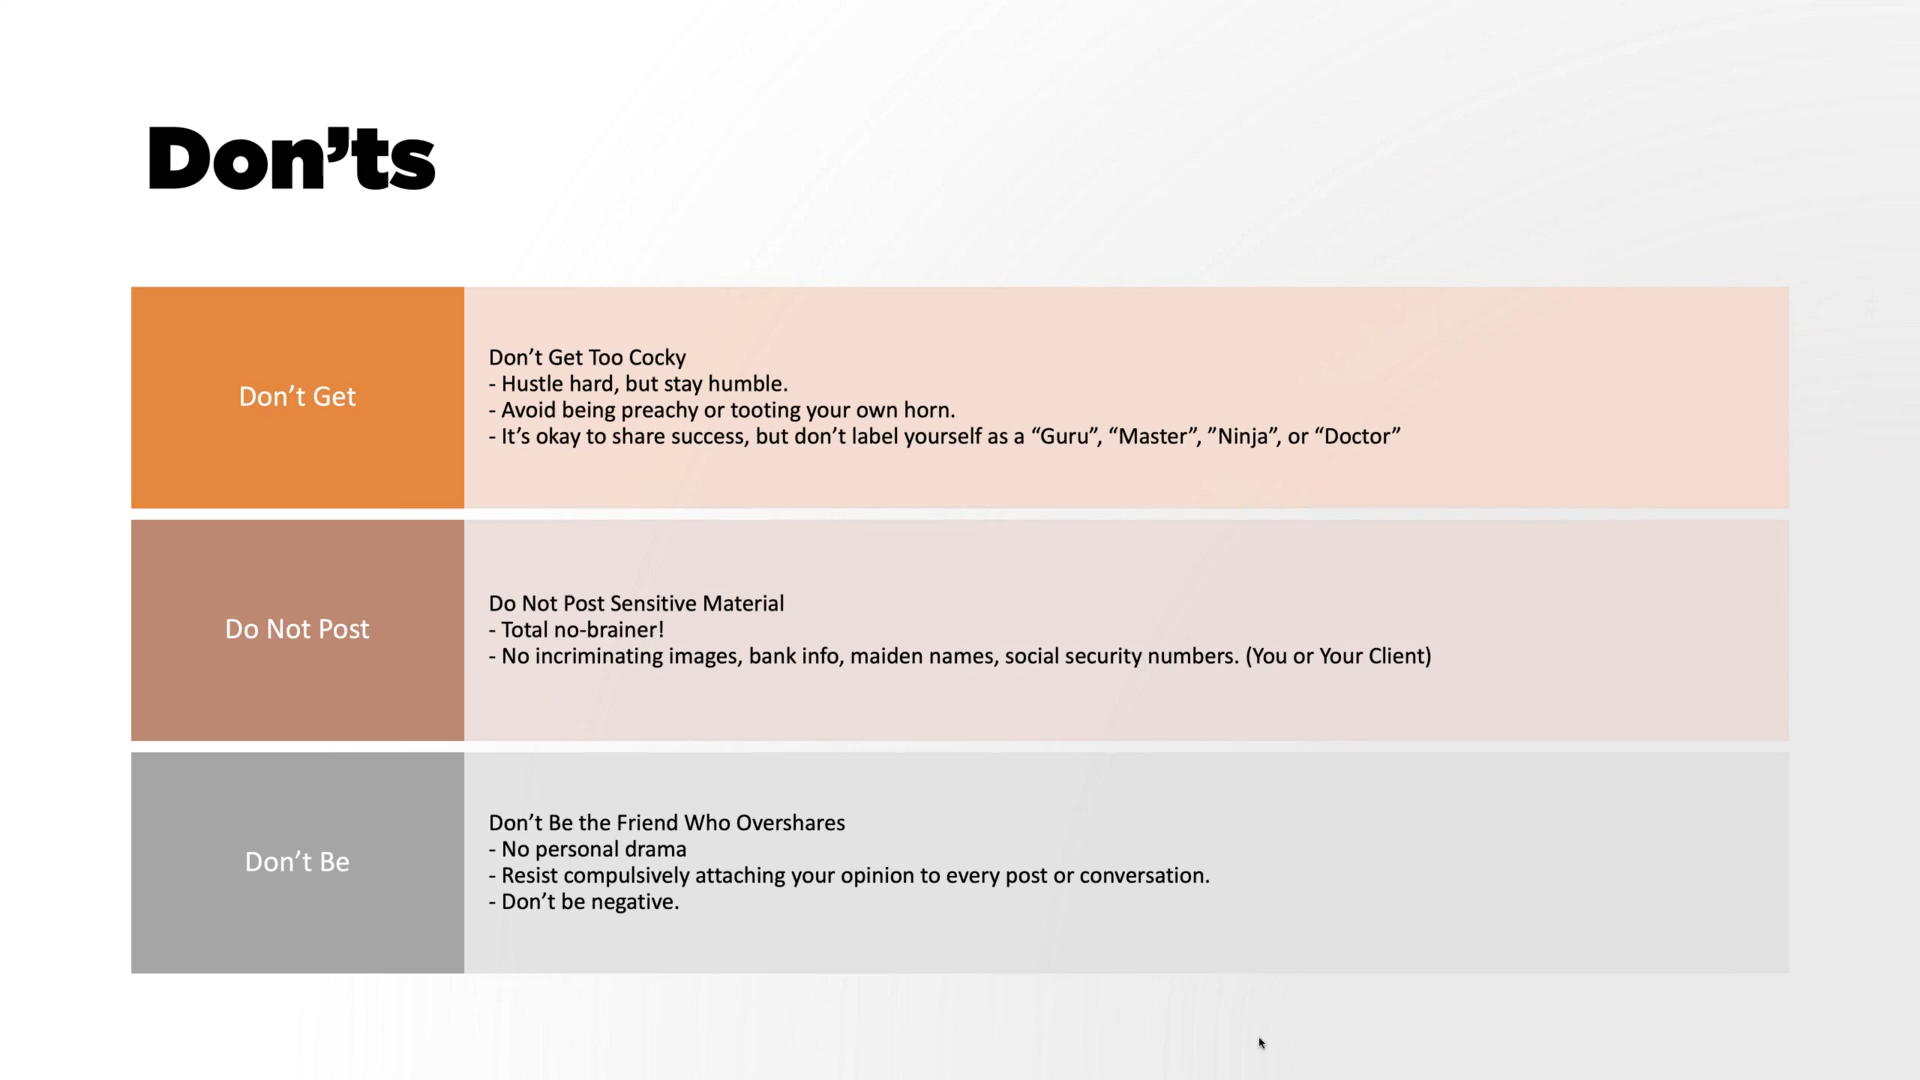 Don’ts
Don’t Get
Don’t Get Too Cocky
- Hustle hard, but stay humble.
- Avoid being preachy or tooting your own horn.
- It’s okay to share success, but don’t label yourself as a “Guru”, “Master”, ”Ninja”, or “Doctor”
Do Not Post
Do Not Post Sensitive Material
- Total no-brainer!
- No incriminating images, bank info, maiden names, social security numbers. (You or Your Client)
Don’t Be
Don’t Be the Friend Who Overshares
- No personal drama
- Resist compulsively attaching your opinion to every post or conversation.
- Don’t be negative.